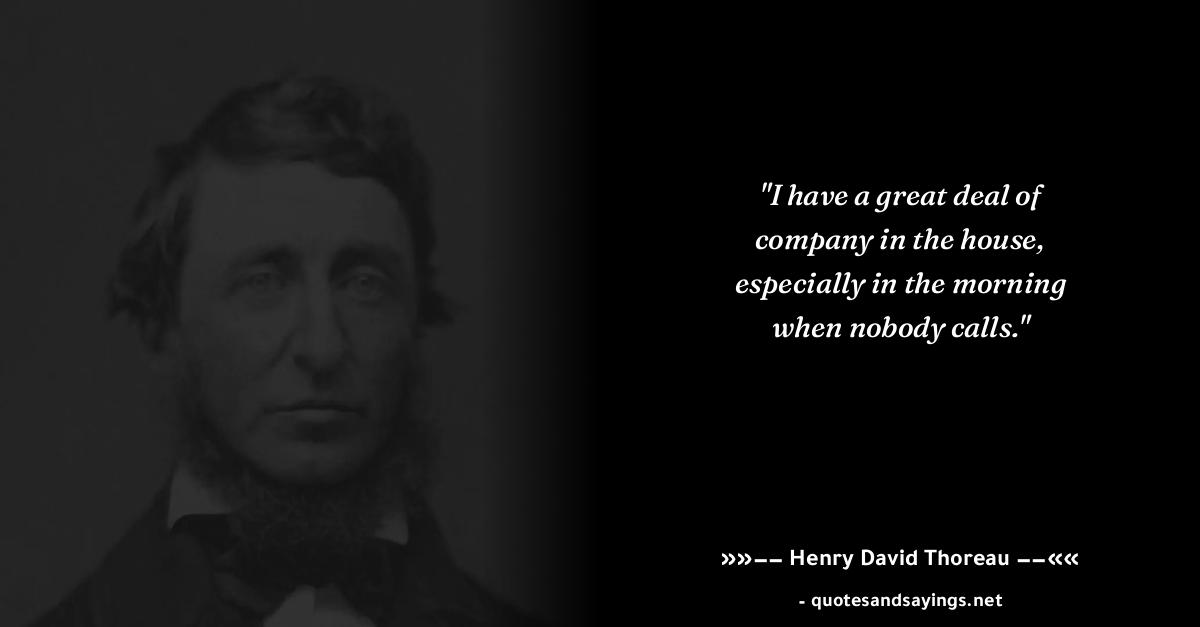 "I have a great deal of
company in the house,
especially in the morning
when nobody calls."
»»−− Henry David Thoreau −−««
- quotesandsayings.net